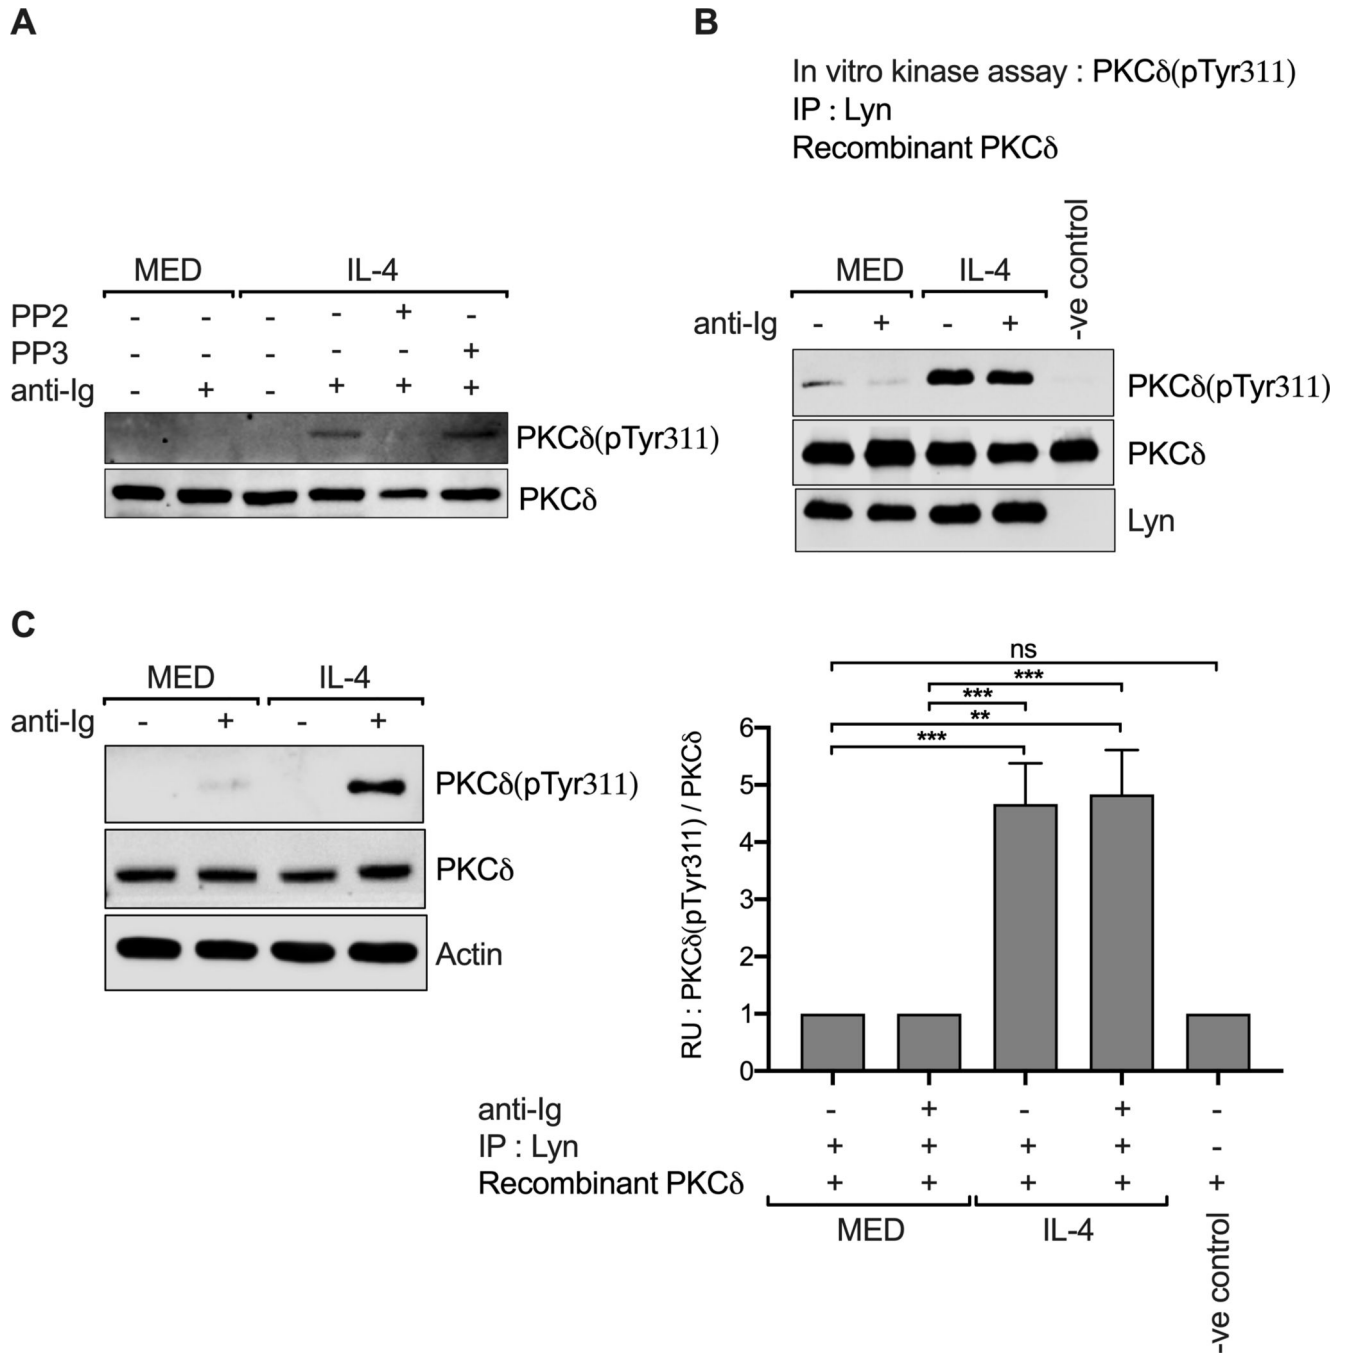 A
MED IL-4
PP2 - - - - + -
PP3 - - - - - +
anti-Ig - + - + + +
PKCδ(pTyr311)
PKCδ
B
In vitro kinase assay : PKCδ(pTyr311)
IP : Lyn
Recombinant PKCδ
MED IL-4 -ve control
anti-Ig - + - +
PKCδ(pTyr311)
PKCδ
Lyn
C
MED IL-4
anti-Ig - + - +
PKCδ(pTyr311)
PKCδ
Actin
ns
***
***
**
***
RU : PKCδ(pTyr311) / PKCδ
6
5
4
3
2
1
0
anti-Ig - + - + -
IP : Lyn + + + + -
Recombinant PKCδ + + + + +
MED IL-4 -ve control